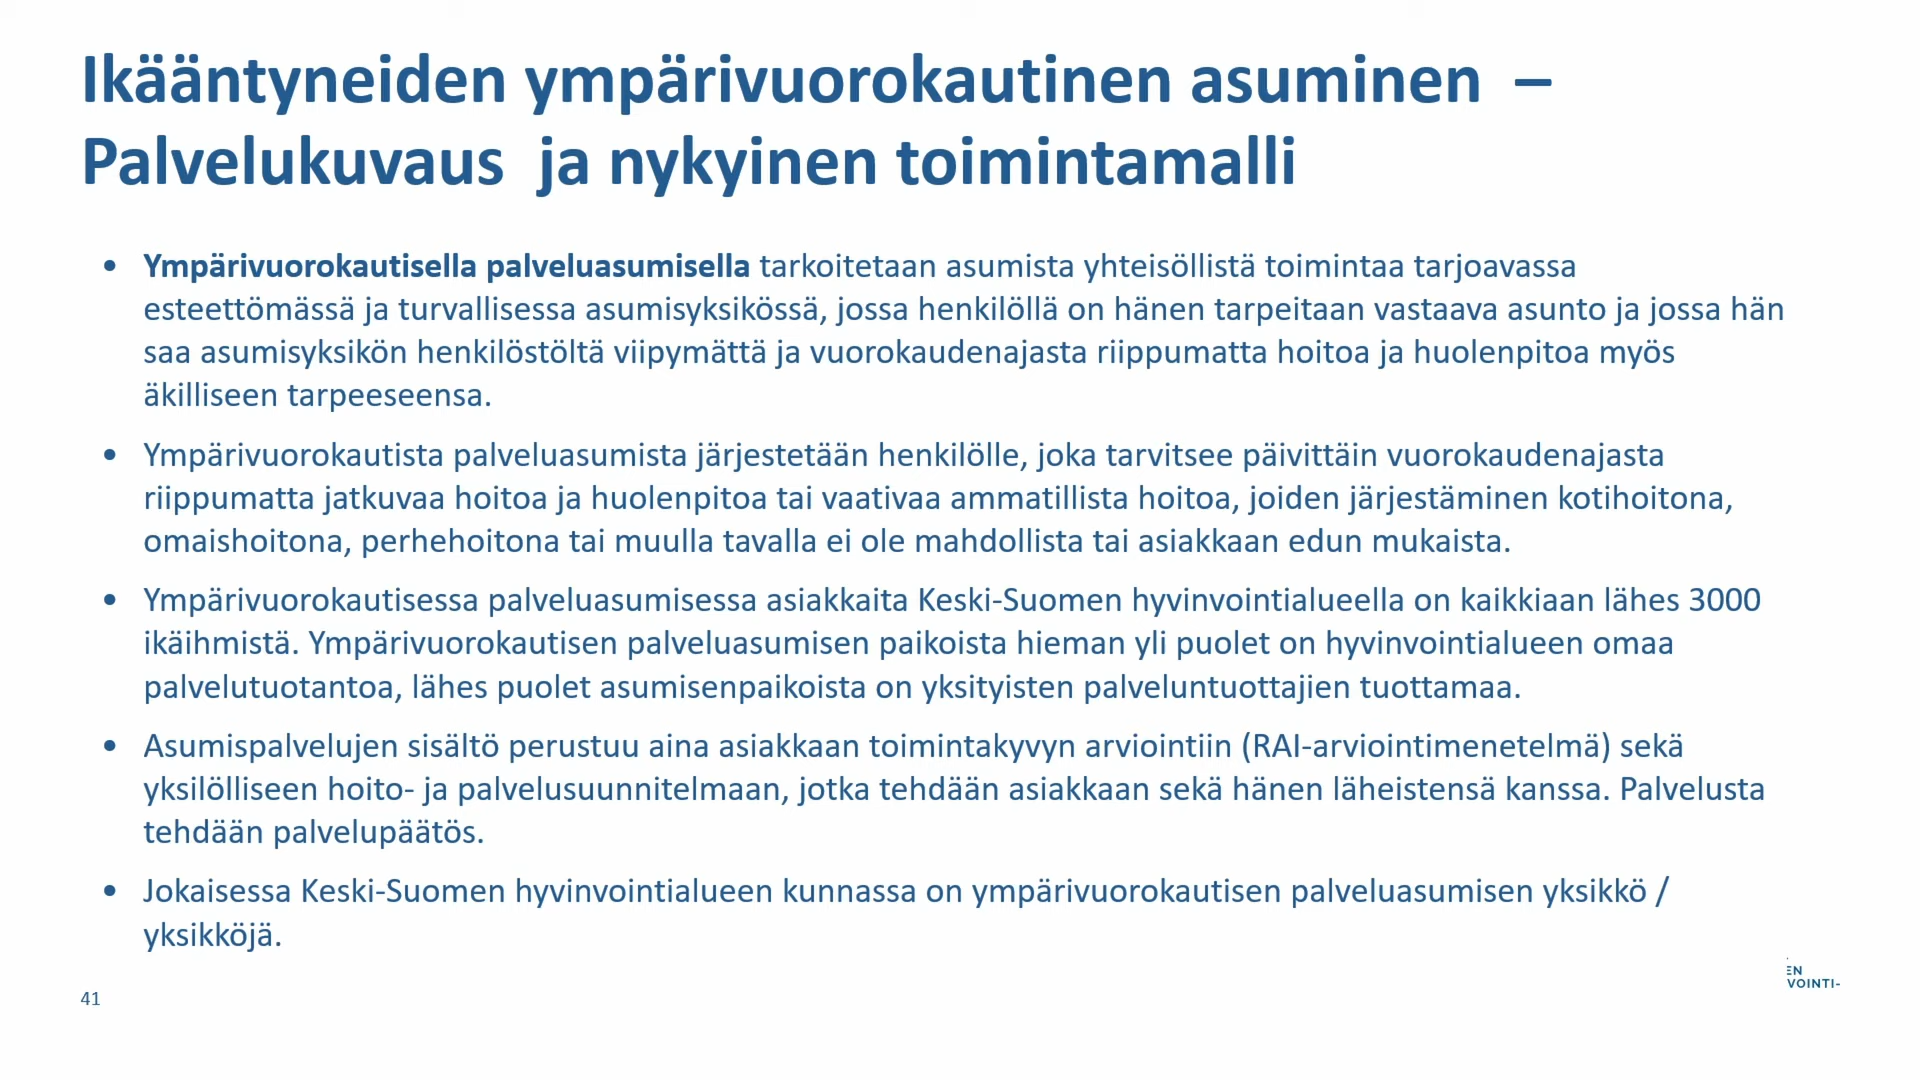 Ikääntyneiden ympärivuorokautinen asuminen –
Palvelukuvaus ja nykyinen toimintamalli
• Ympärivuorokautisella palveluasumisella tarkoitetaan asumista yhteisöllistä toimintaa tarjoavassa
esteettömässä ja turvallisessa asumisyksikössä, jossa henkilöllä on hänen tarpeitaan vastaava asunto ja jossa hän
saa asumisyksikön henkilöstöltä viipymättä ja vuorokaudenajasta riippumatta hoitoa ja huolenpitoa myös
äkilliseen tarpeeseensa.
• Ympärivuorokautista palveluasumista järjestetään henkilölle, joka tarvitsee päivittäin vuorokaudenajasta
riippumatta jatkuvaa hoitoa ja huolenpitoa tai vaativaa ammatillista hoitoa, joiden järjestäminen kotihoitona,
omaishoitona, perhehoitona tai muulla tavalla ei ole mahdollista tai asiakkaan edun mukaista.
• Ympärivuorokautisessa palveluasumisessa asiakkaita Keski-Suomen hyvinvointialueella on kaikkiaan lähes 3000
ikäihmistä. Ympärivuorokautisen palveluasumisen paikoista hieman yli puolet on hyvinvointialueen omaa
palvelutuotantoa, lähes puolet asumisenpaikoista on yksityisten palveluntuottajien tuottamaa.
• Asumispalvelujen sisältö perustuu aina asiakkaan toimintakyvyn arviointiin (RAI-arviointimenetelmä) sekä
yksilölliseen hoito- ja palvelusuunnitelmaan, jotka tehdään asiakkaan sekä hänen läheistensä kanssa. Palvelusta
tehdään palvelupäätös.
• Jokaisessa Keski-Suomen hyvinvointialueen kunnassa on ympärivuorokautisen palveluasumisen yksikkö /
yksikköjä.
EN
VOINTI-
41